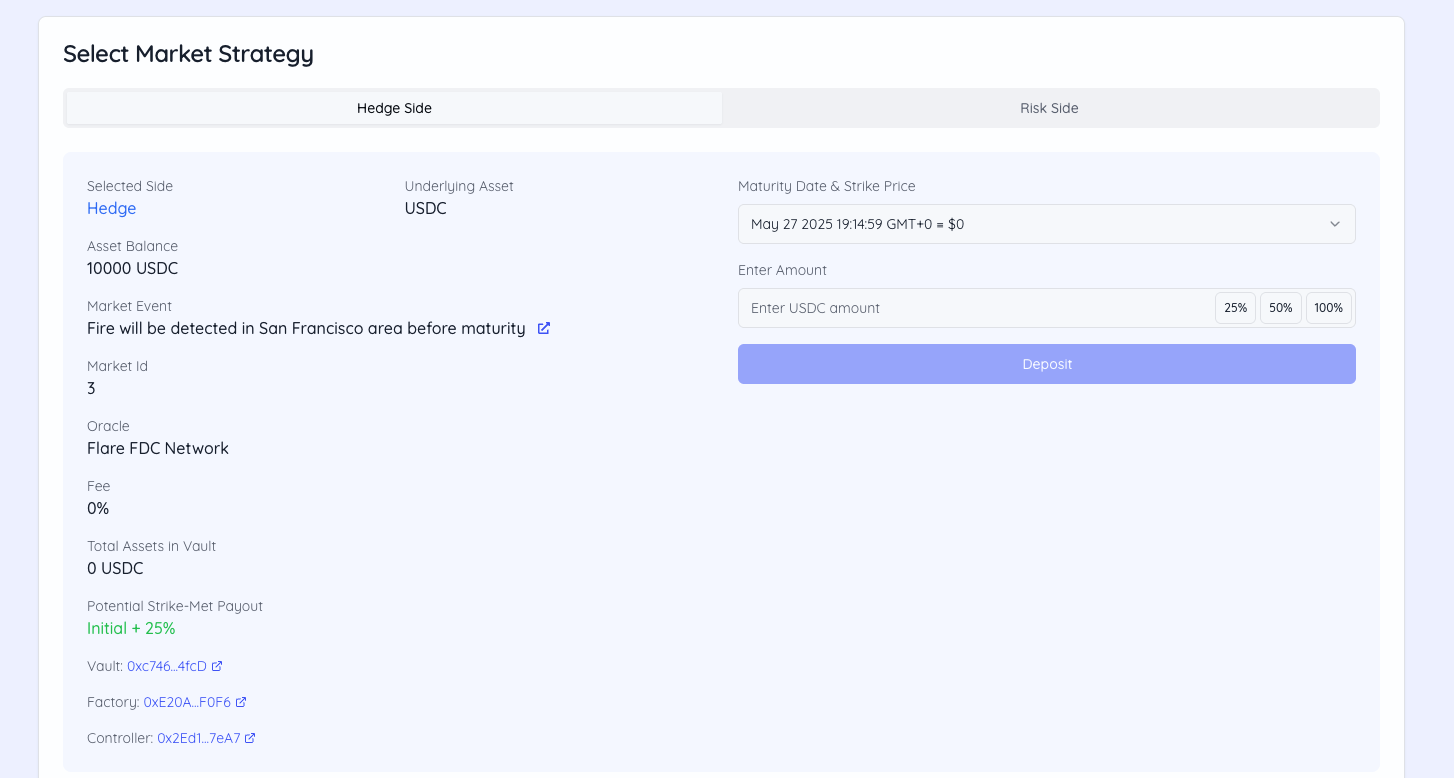 Select Market Strategy
Hedge Side
Risk Side
Selected Side
Hedge
Underlying Asset
USDC
Asset Balance
10000 USDC
Market Event
Fire will be detected in San Francisco area before maturity
Market Id
3
Oracle
Flare FDC Network
Fee
0%
Total Assets in Vault
0 USDC
Potential Strike-Met Payout
Initial + 25%
Vault: 0xc746...4fcD
Factory: 0xE20A...F0F6
Controller: 0x2Ed1...7eA7
Maturity Date & Strike Price
May 27 2025 19:14:59 GMT+0 ≡ $0
Enter Amount
Enter USDC amount
25%
50%
100%
Deposit